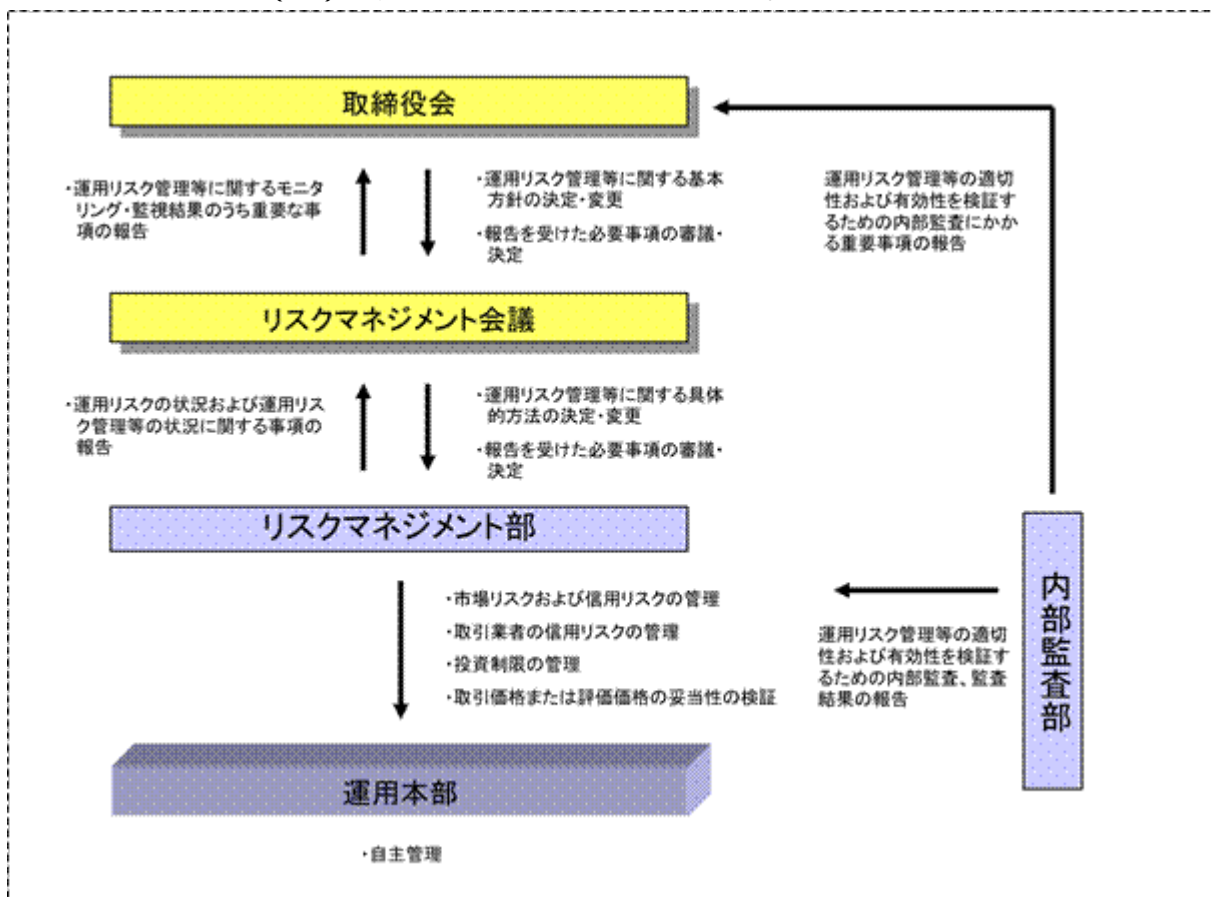 取締役会
・運用リスク管理等に関するモニ
タリング・監視結果のうち重要な事
項の報告
・運用リスク管理等に関する基本
方針の決定・変更
・報告を受けた必要事項の審議・
決定
運用リスク管理等の適切
性および有効性を検証す
るための内部監査にかか
る重要事項の報告
リスクマネジメント会議
・運用リスクの状況および運用リス
ク管理等の状況に関する事項の
報告
・運用リスク管理等に関する具体
的方法の決定・変更
・報告を受けた必要事項の審議・
決定
リスクマネジメント部
・市場リスクおよび信用リスクの管理
・取引業者の信用リスクの管理
・投資制限の管理
・取引価格または評価価格の妥当性の検証
運用リスク管理等の適切
性および有効性を検証す
るための内部監査、監査
結果の報告
内部監査部
運用本部
・自主管理